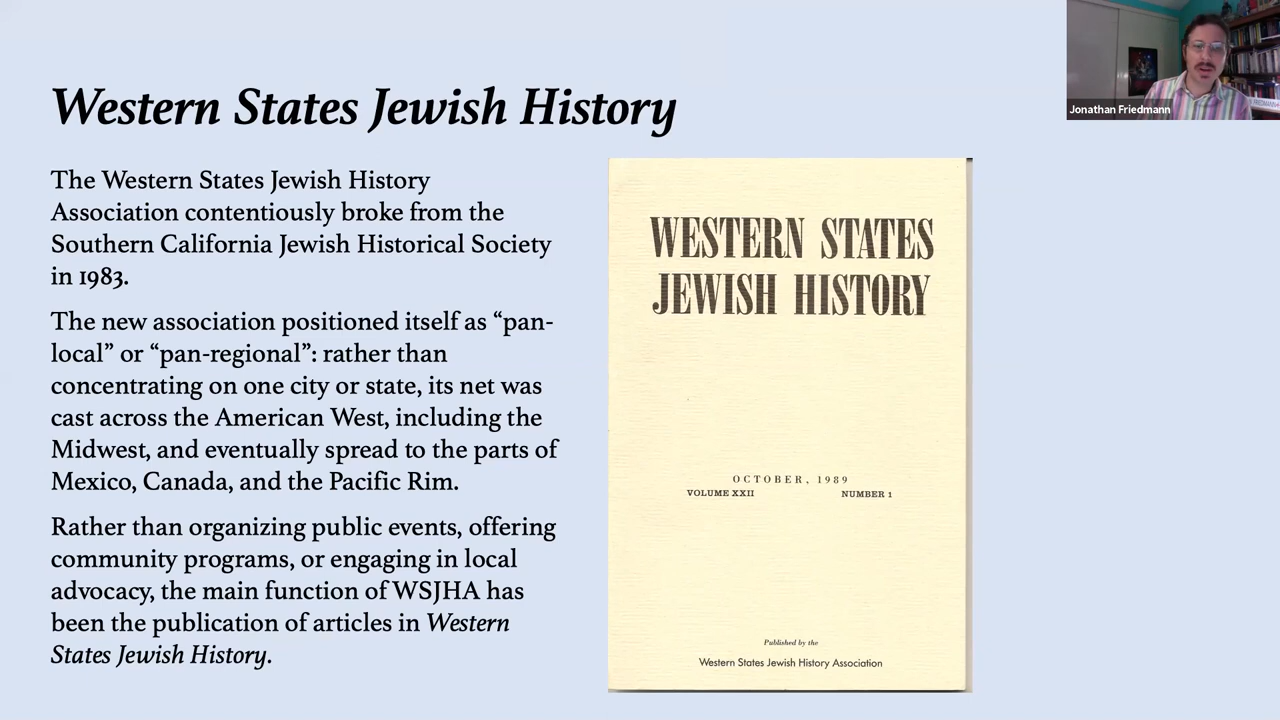 Western States Jewish History
The Western States Jewish History
Association contentiously broke from the
Southern California Jewish Historical Society
in 1983.
The new association positioned itself as “pan-
local” or “pan-regional”: rather than
concentrating on one city or state, its net was
cast across the American West, including the
Midwest, and eventually spread to the parts of
Mexico, Canada, and the Pacific Rim.
Rather than organizing public events, offering
community programs, or engaging in local
advocacy, the main function of WSJHA has
been the publication of articles in Western
States Jewish History.
WESTERN STATES
JEWISH HISTORY
OCTOBER, 1989
VOLUME XXII NUMBER 1
Published by the
Western States Jewish History Association
Jonathan Friedmann